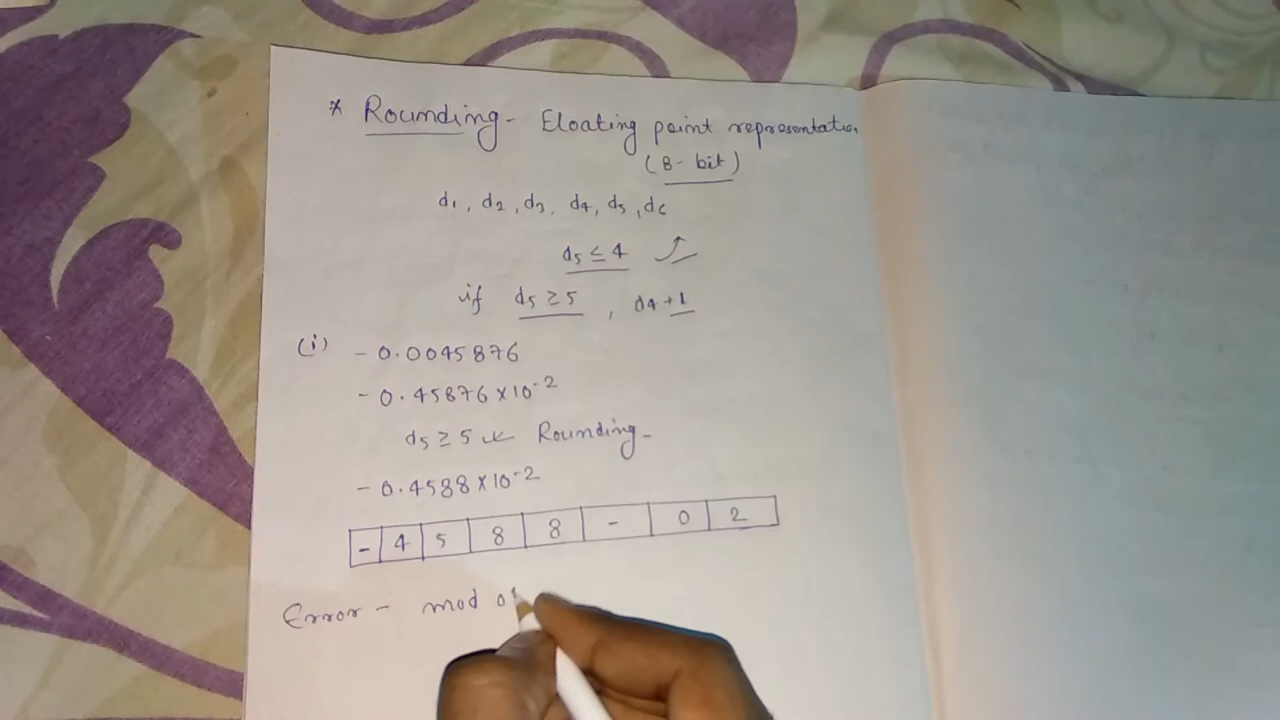 * Rounding - Eloating point representation
(8-bit)
d1, d2, d3, d4, d5, d6
d5 ≤ 4
if d5 ≥ 5, d4+1
(i) - 0.0045876
- 0.45876×10-2
d5 ≥ 5 Rounding-
- 0.4588×10-2
- 4 5 8 8 - 0 2
Error - mod of